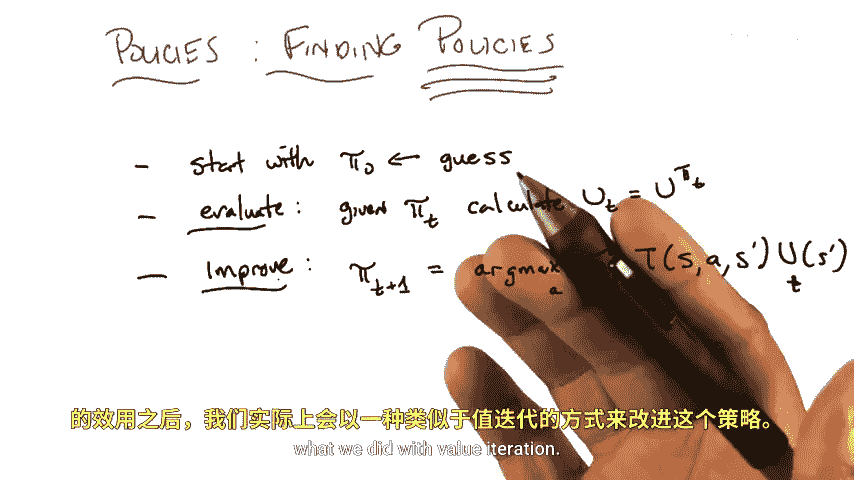 POLICIES : FINDING POLICIES
- start with π₀ ← guess
- evaluate: given πₜ calculate Uₜ = U^πₜ
- Improve: πₜ₊₁ = argmaxₐ T(s,a,s') Uₜ(s')
的效用之后，我们实际上会以一种类似于值迭代的方式来改进这个策略。
what we did with value iteration.